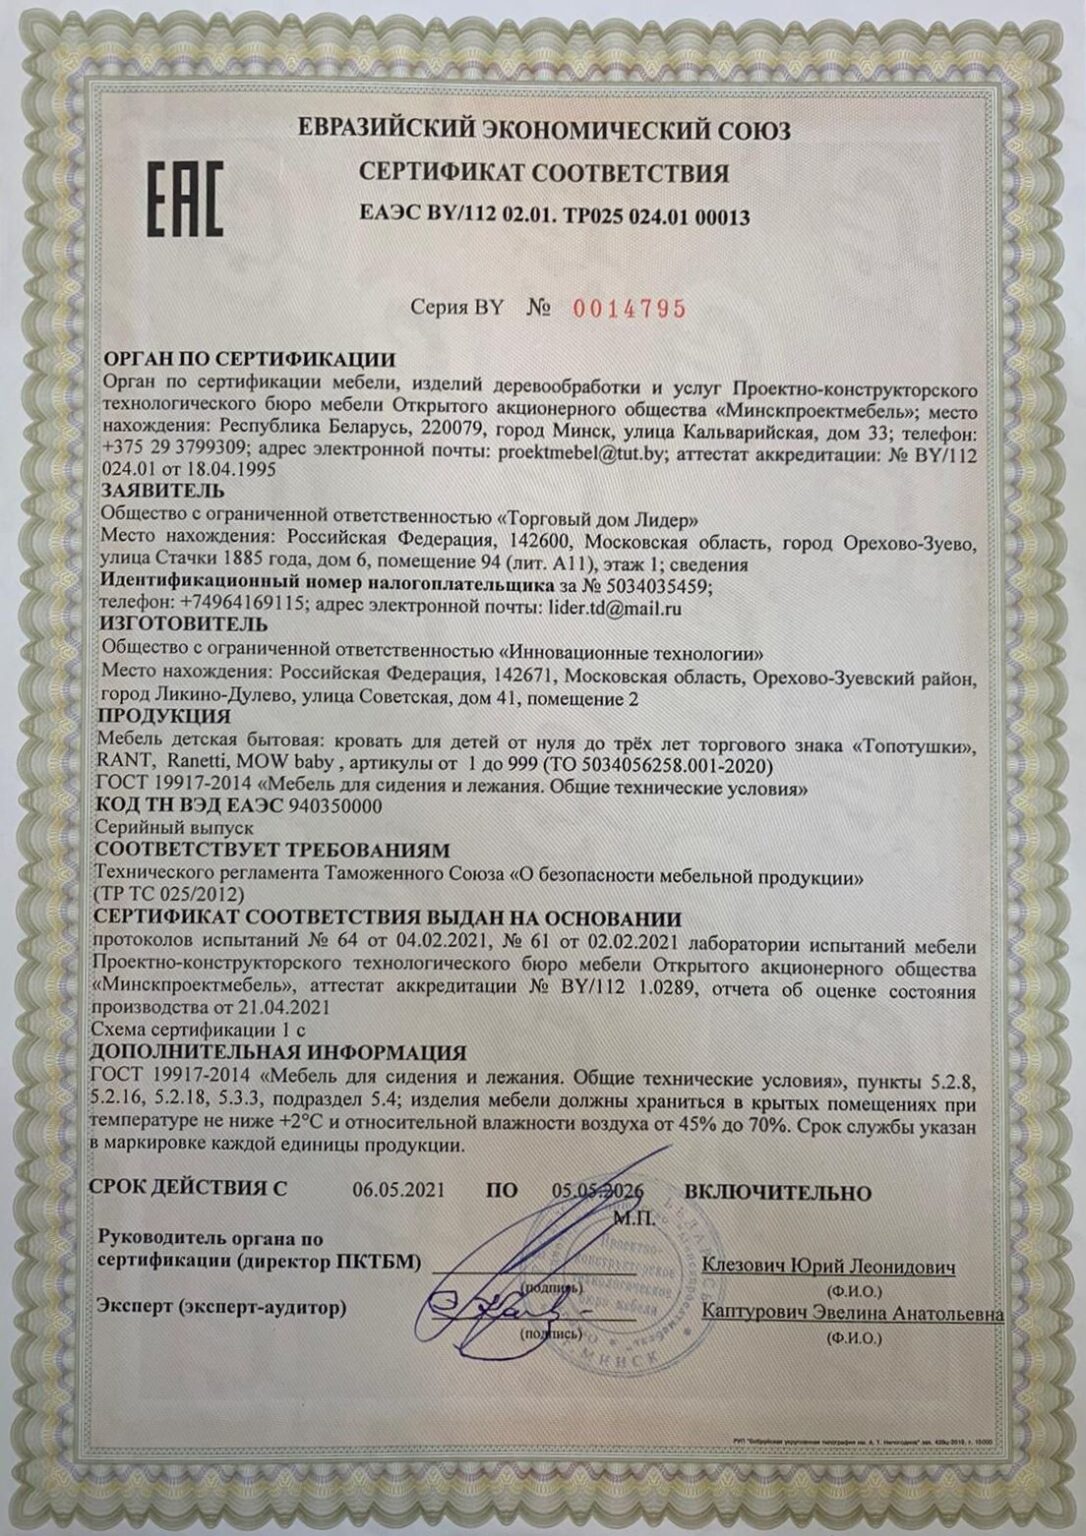 ЕВРАЗИЙСКИЙ ЭКОНОМИЧЕСКИЙ СОЮЗ
ЕАС
СЕРТИФИКАТ СООТВЕТСТВИЯ
ЕАЭС BY/112 02.01. ТР025 024.01 00013
Серия BY № 0014795
ОРГАН ПО СЕРТИФИКАЦИИ
Орган по сертификации мебели, изделий деревообработки и услуг Проектно-конструкторского
технологического бюро мебели Открытого акционерного общества «Минскпроектмебель»; место
нахождения: Республика Беларусь, 220079, город Минск, улица Кальварийская, дом 33; телефон:
+375 29 3799309; адрес электронной почты: proektmebel@tut.by; аттестат аккредитации: № BY/112
024.01 от 18.04.1995
ЗАЯВИТЕЛЬ
Общество с ограниченной ответственностью «Торговый дом Лидер»
Место нахождения: Российская Федерация, 142600, Московская область, город Орехово-Зуево,
улица Стачки 1885 года, дом 6, помещение 94 (лит. А11), этаж 1; сведения
Идентификационный номер налогоплательщика за № 5034035459;
телефон: +74964169115; адрес электронной почты: lider.td@mail.ru
ИЗГОТОВИТЕЛЬ
Общество с ограниченной ответственностью «Инновационные технологии»
Место нахождения: Российская Федерация, 142671, Московская область, Орехово-Зуевский район,
город Ликино-Дулево, улица Советская, дом 41, помещение 2
ПРОДУКЦИЯ
Мебель детская бытовая: кровать для детей от нуля до трёх лет торгового знака «Топотушки»,
RANT, Ranetti, MOW baby , артикулы от 1 до 999 (ТО 5034056258.001-2020)
ГОСТ 19917-2014 «Мебель для сидения и лежания. Общие технические условия»
КОД ТН ВЭД ЕАЭС 940350000
Серийный выпуск
СООТВЕТСТВУЕТ ТРЕБОВАНИЯМ
Технического регламента Таможенного Союза «О безопасности мебельной продукции»
(ТР ТС 025/2012)
СЕРТИФИКАТ СООТВЕТСТВИЯ ВЫДАН НА ОСНОВАНИИ
протоколов испытаний № 64 от 04.02.2021, № 61 от 02.02.2021 лаборатории испытаний мебели
Проектно-конструкторского технологического бюро мебели Открытого акционерного общества
«Минскпроектмебель», аттестат аккредитации № BY/112 1.0289, отчета об оценке состояния
производства от 21.04.2021
Схема сертификации 1 с
ДОПОЛНИТЕЛЬНАЯ ИНФОРМАЦИЯ
ГОСТ 19917-2014 «Мебель для сидения и лежания. Общие технические условия», пункты 5.2.8,
5.2.16, 5.2.18, 5.3.3, подраздел 5.4; изделия мебели должны храниться в крытых помещениях при
температуре не ниже +2°С и относительной влажности воздуха от 45% до 70%. Срок службы указан
в маркировке каждой единицы продукции.
СРОК ДЕЙСТВИЯ С 06.05.2021 ПО 05.05.2026 ВКЛЮЧИТЕЛЬНО
М.П.
Руководитель органа по
сертификации (директор ПКТБМ) Клезович Юрий Леонидович
(подпись) (Ф.И.О.)
Эксперт (эксперт-аудитор) Каптурович Эвелина Анатольевна
(подпись) (Ф.И.О.)
Проектно-
конструкторское
технологическое
бюро мебели
МИНСК